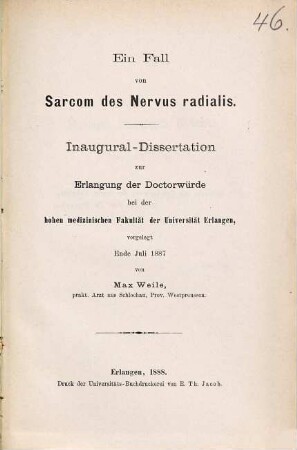 46.
Ein Fall
von
Sarcom des Nervus radialis.
Inaugural-Dissertation
zur
Erlangung der Doctorwürde
bei der
hohen medizinischen Fakultät der Universität Erlangen,
vorgelegt
Ende Juli 1887
von
Max Weile,
prakt. Arzt aus Schlochau, Prov. Westpreussen.
Erlangen, 1888.
Druck der Universitäts-Buchdruckerei von E. Th. Jacob.